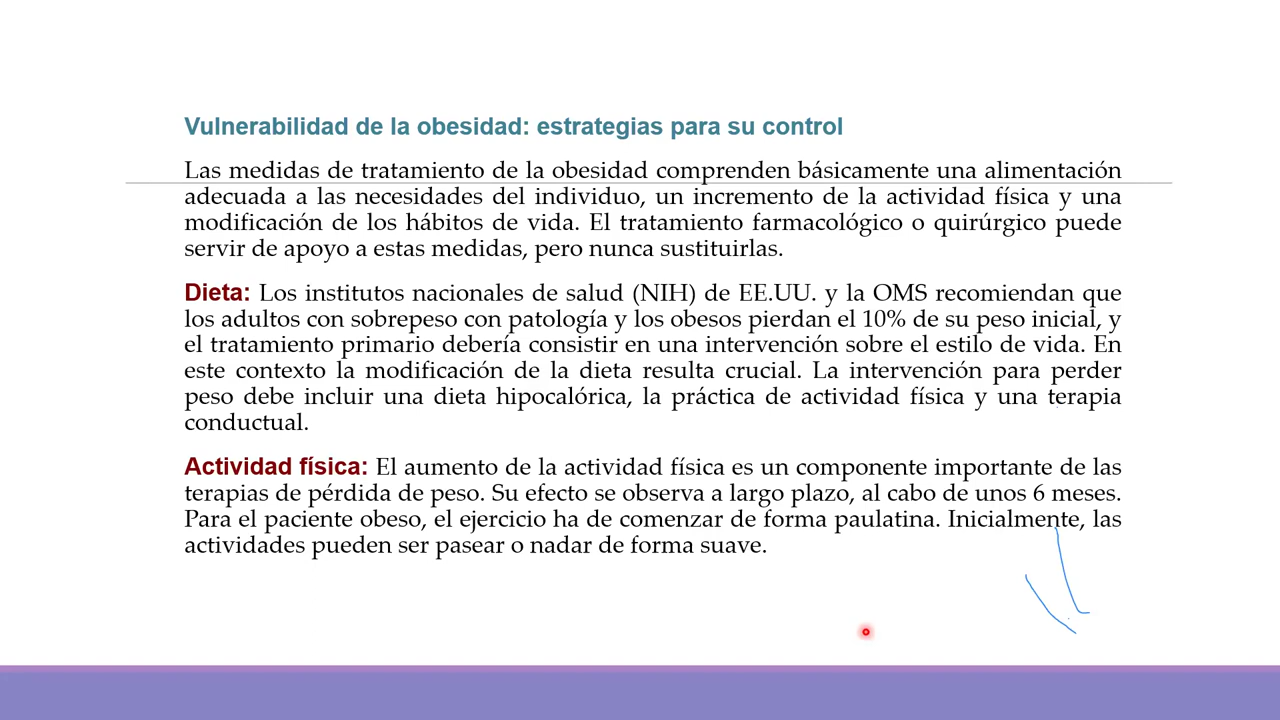 Vulnerabilidad de la obesidad: estrategias para su control
Las medidas de tratamiento de la obesidad comprenden básicamente una alimentación
adecuada a las necesidades del individuo, un incremento de la actividad física y una
modificación de los hábitos de vida. El tratamiento farmacológico o quirúrgico puede
servir de apoyo a estas medidas, pero nunca sustituirlas.
Dieta: Los institutos nacionales de salud (NIH) de EE.UU. y la OMS recomiendan que
los adultos con sobrepeso con patología y los obesos pierdan el 10% de su peso inicial, y
el tratamiento primario debería consistir en una intervención sobre el estilo de vida. En
este contexto la modificación de la dieta resulta crucial. La intervención para perder
peso debe incluir una dieta hipocalórica, la práctica de actividad física y una terapia
conductual.
Actividad física: El aumento de la actividad física es un componente importante de las
terapias de pérdida de peso. Su efecto se observa a largo plazo, al cabo de unos 6 meses.
Para el paciente obeso, el ejercicio ha de comenzar de forma paulatina. Inicialmente, las
actividades pueden ser pasear o nadar de forma suave.